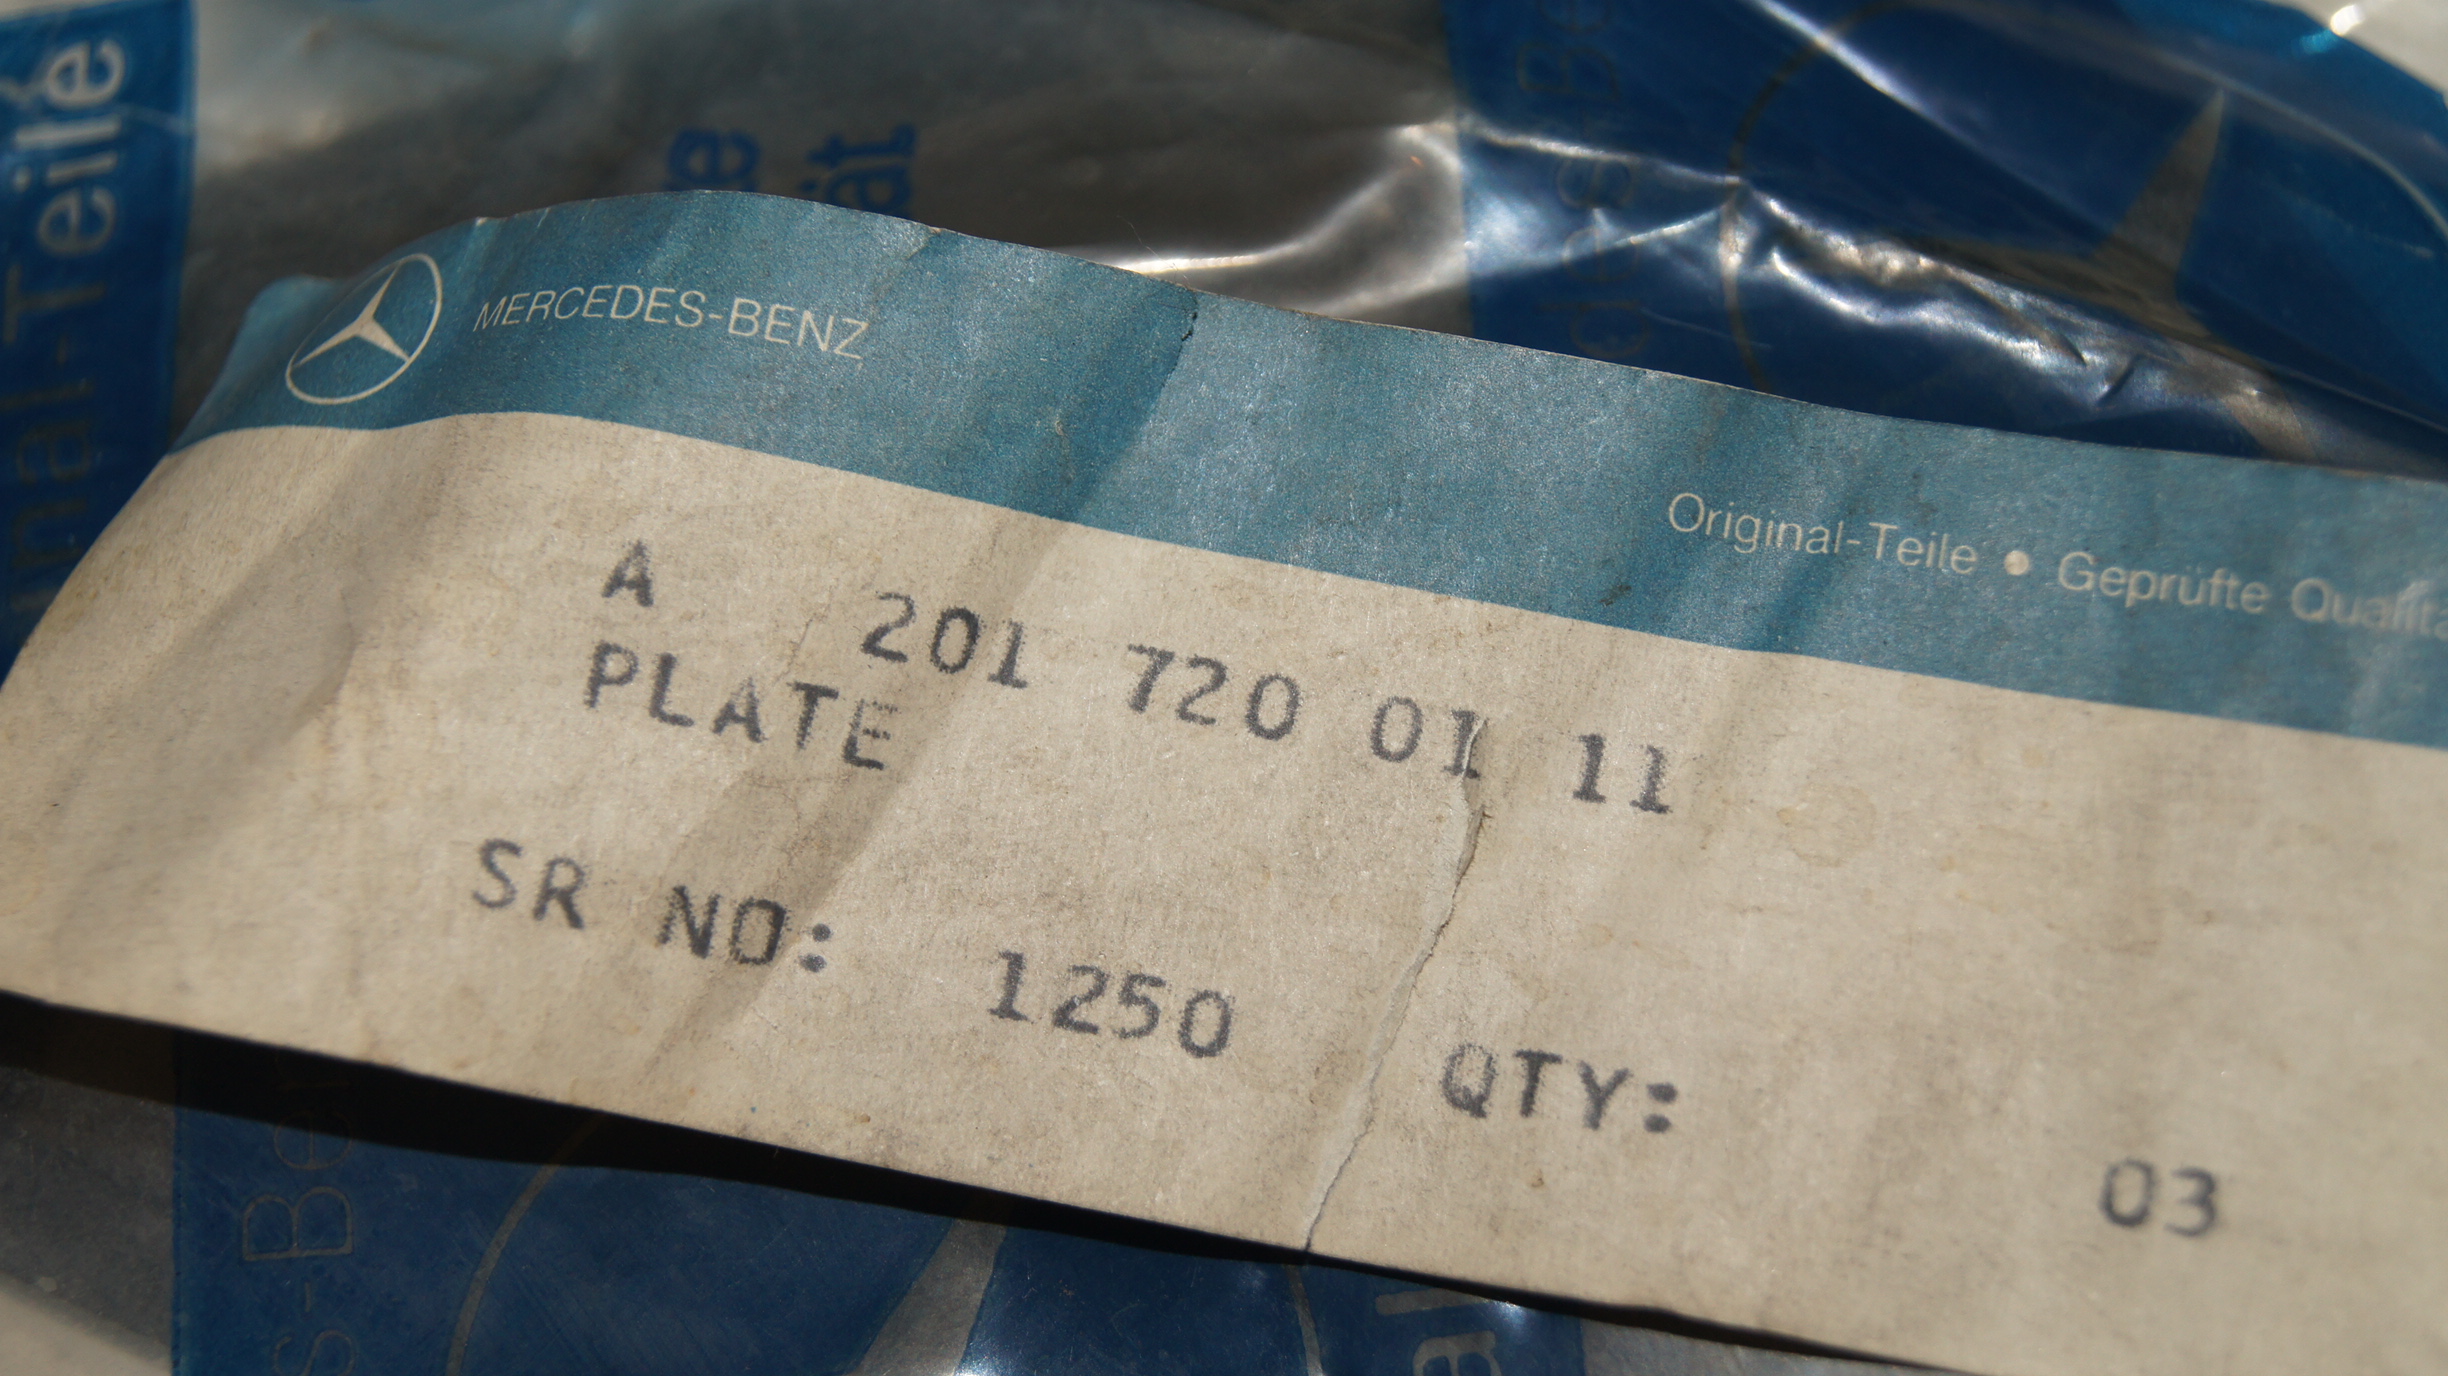 MERCEDES-BENZ
Original-Teile • Geprüfte
A 201 720 01 11
PLATE
SR NO: 1250 QTY: 03